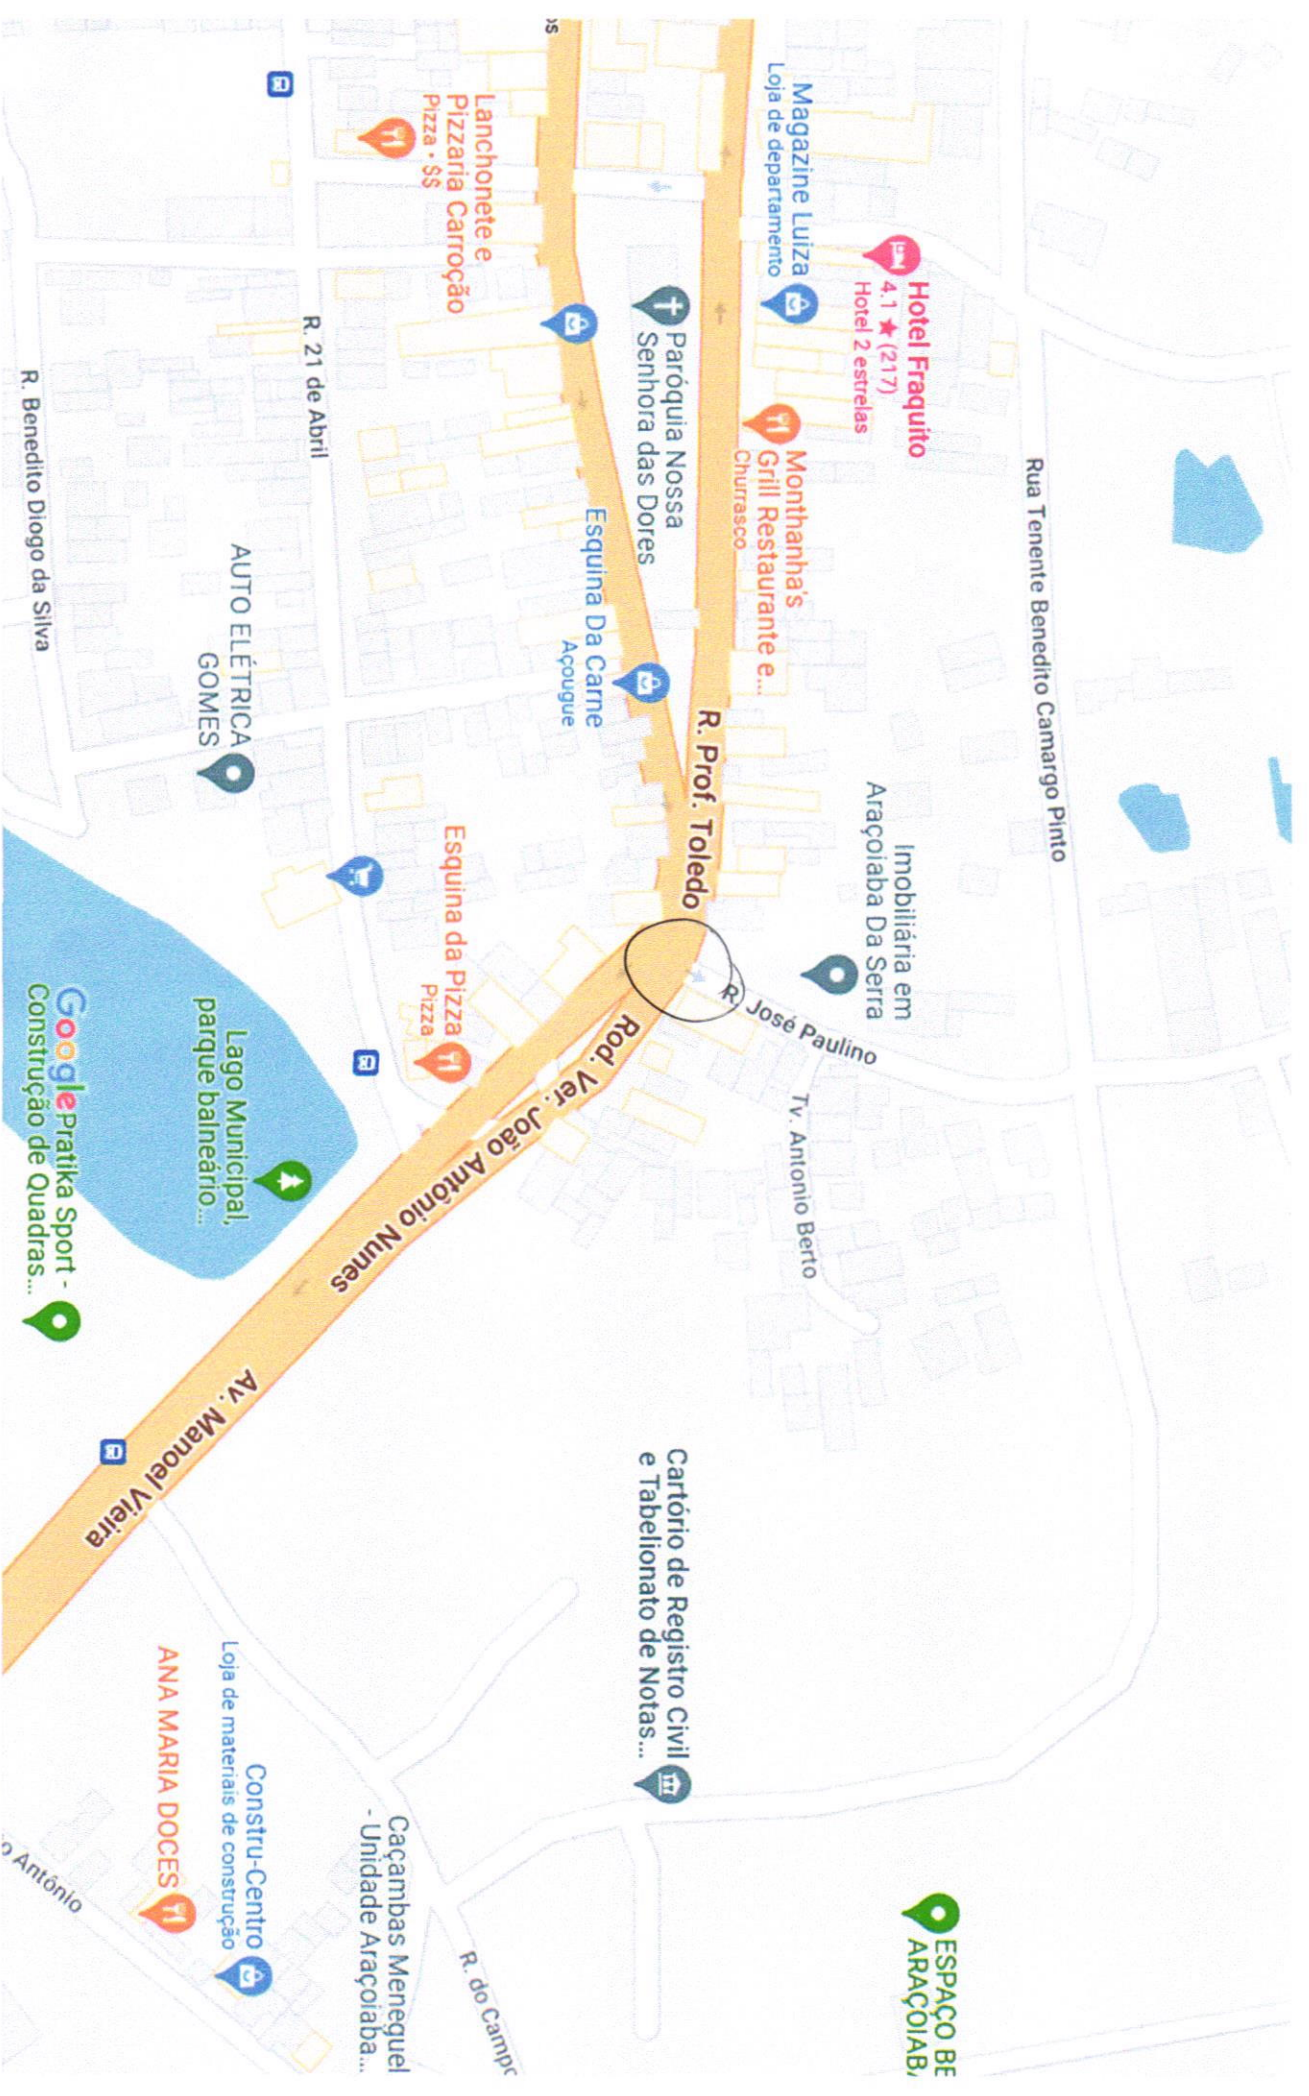 Rua Tenente Benedito Camargo Pinto
ESPAÇO BE
ARAÇOIAB
Hotel Fraquito
4.1 ★ (217)
Hotel 2 estrelas
Imobiliária em
Araçoiaba Da Serra
R. José Paulino
Tv. Antonio Berto
Magazine Luiza
Loja de departamento
Monthanha's
Grill Restaurante e...
Churrasco
R. Prof. Toledo
Cartório de Registro Civil
e Tabelionato de Notas...
Paróquia Nossa
Senhora das Dores
Rod. Ver. João Antônio Nunes
os
Esquina Da Carne
Açougue
Lanchonete e
Pizzaria Carroção
Pizza · $$
Esquina da Pizza
Pizza
R. do Campo
Caçambas Meneguel
- Unidade Araçoiaba...
R. 21 de Abril
AUTO ELÉTRICA
GOMES
Lago Municipal,
parque balneário...
Av. Manoel Vieira
Constru-Centro
Loja de materiais de construção
ANA MARIA DOCES
R. Benedito Diogo da Silva
Google
Pratika Sport -
Construção de Quadras...
o Antônio